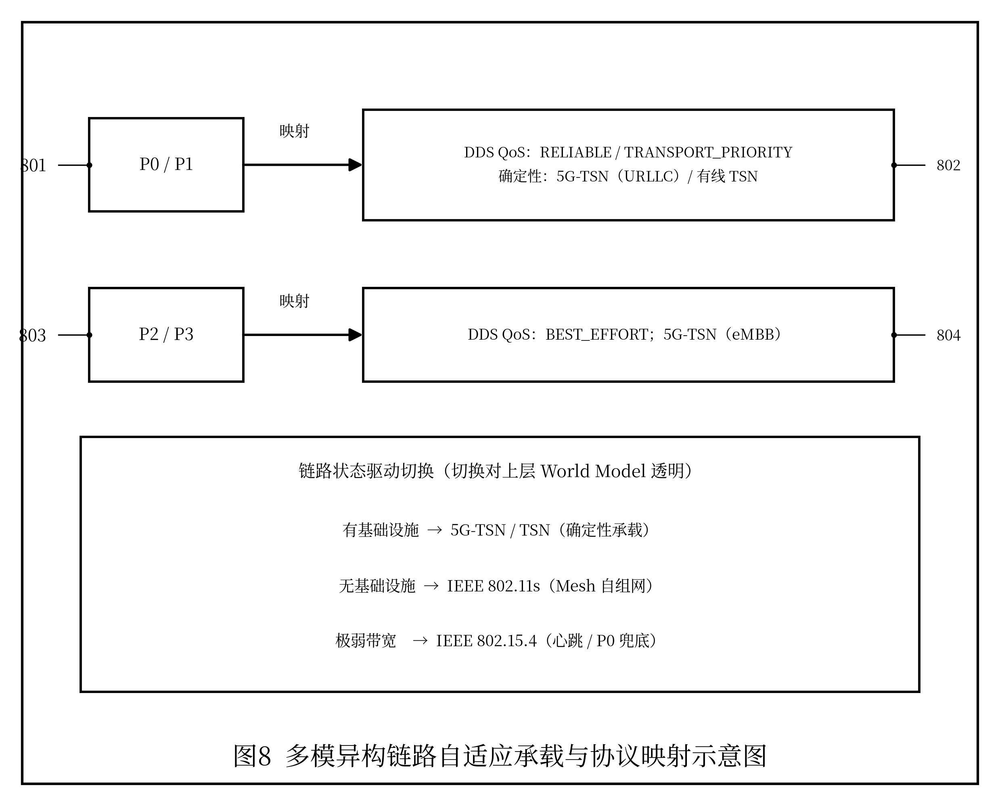 映射
801
P0 / P1
DDS QoS：RELIABLE / TRANSPORT_PRIORITY
确定性：5G-TSN（URLLC）/ 有线 TSN
802
映射
803
P2 / P3
DDS QoS：BEST_EFFORT；5G-TSN（eMBB）
804
链路状态驱动切换（切换对上层 World Model 透明）
有基础设施 → 5G-TSN / TSN（确定性承载）
无基础设施 → IEEE 802.11s（Mesh 自组网）
极弱带宽　→ IEEE 802.15.4（心跳 / P0 兜底）
图8 多模异构链路自适应承载与协议映射示意图